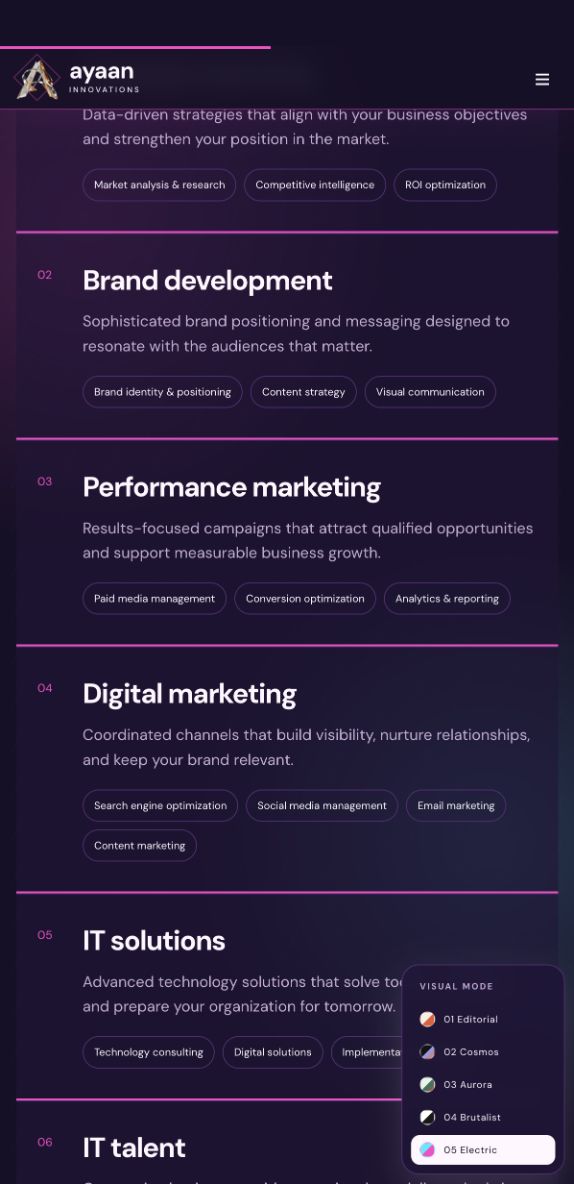 ayaan
INNOVATIONS
Data-driven strategies that align with your business objectives
and strengthen your position in the market.
Market analysis & research
Competitive intelligence
ROI optimization
02
Brand development
Sophisticated brand positioning and messaging designed to
resonate with the audiences that matter.
Brand identity & positioning
Content strategy
Visual communication
03
Performance marketing
Results-focused campaigns that attract qualified opportunities
and support measurable business growth.
Paid media management
Conversion optimization
Analytics & reporting
04
Digital marketing
Coordinated channels that build visibility, nurture relationships,
and keep your brand relevant.
Search engine optimization
Social media management
Email marketing
Content marketing
05
IT solutions
Advanced technology solutions that solve
and prepare your organization for tomorrow.
Technology consulting
Digital solutions
06
IT talent
VISUAL MODE
01 Editorial
02 Cosmos
03 Aurora
04 Brutalist
05 Electric